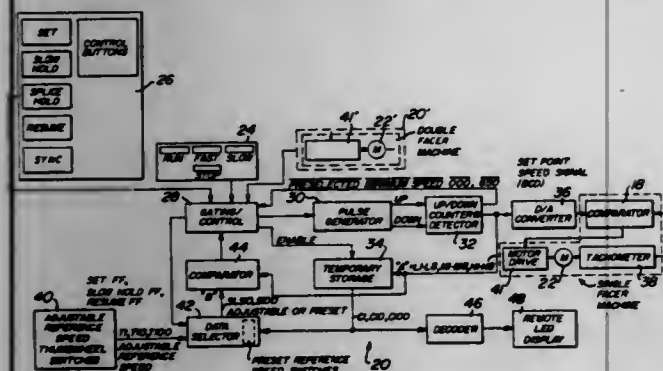 SET
CONTROL BUTTONS
SLOW HOLD
SPLICE HOLD
RESUME
SYNC
26
24
RUN
FAST
SLOW
STOP
41'
22'
20'
M
DOUBLE FACER MACHINE
28
GATING/ CONTROL
30
PULSE GENERATOR
UP
DOWN
UP/DOWN COUNTER DETECTOR
32
SET POINT SPEED SIGNAL (BCD)
36
D/A CONVERTER
18
COMPARATOR
MOTOR DRIVE
41
M
22
TACHOMETER
38
SINGLE FACER MACHINE
ENABLE
34
TEMPORARY STORAGE
44
COMPARATOR
"B"
ADJUSTABLE OR PRESET
42
DATA SELECTOR
PRESET REFERENCE SPEED SWITCHES
SET FF, SLOW HOLD FF, RESUME FF
40
ADJUSTABLE REFERENCE SPEED THUMBWHEEL SWITCHES
ADJUSTABLE REFERENCE SPEED
20
46
DECODER
48
REMOTE LED DISPLAY